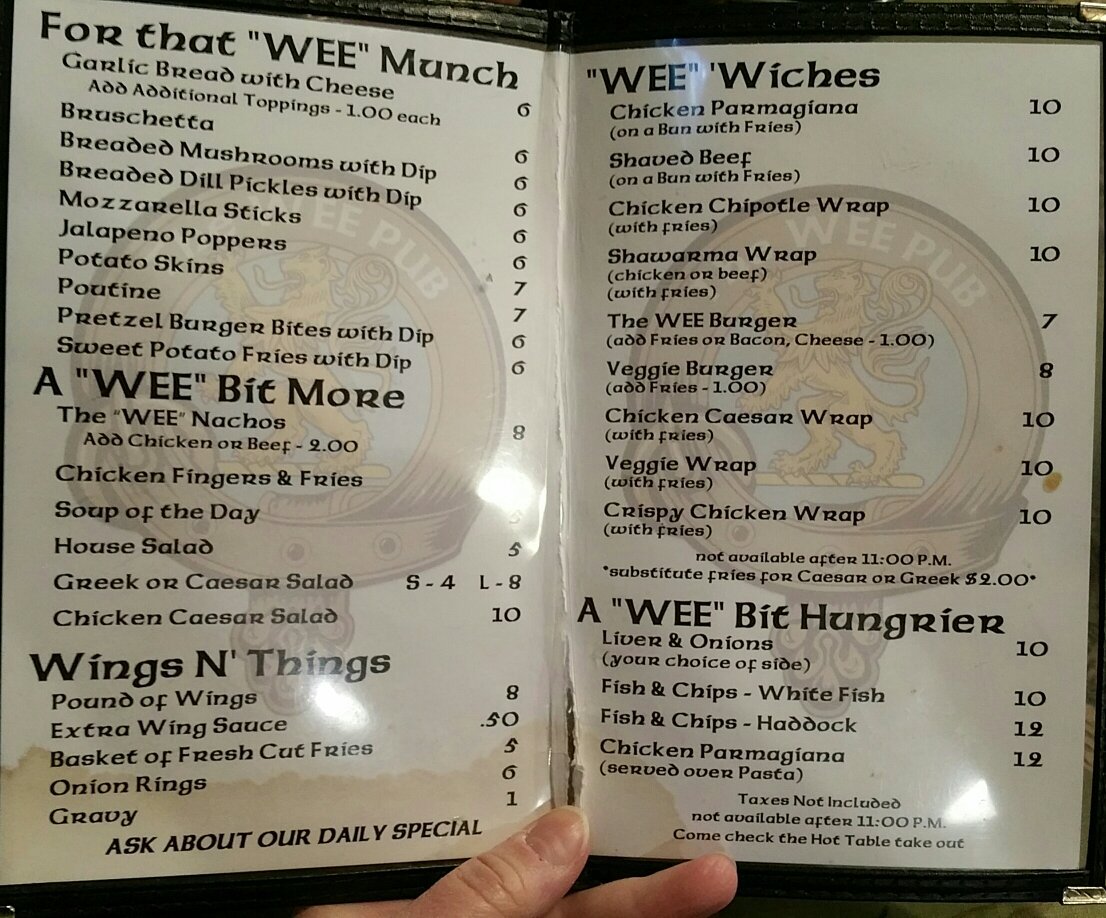 For that "WEE" Munch
Garlic Bread with Cheese 6
Add Additional Toppings - 1.00 each
Bruschetta 6
Breaded Mushrooms with Dip 6
Breaded Dill Pickles with Dip 6
Mozzarella Sticks 6
Jalapeno Poppers 6
Potato Skins 7
Poutine 7
Pretzel Burger Bites with Dip 6
Sweet Potato Fries with Dip 6
A "WEE" Bit More
The "WEE" Nachos 8
Add Chicken or Beef - 2.00
Chicken Fingers & Fries
Soup of the Day
House Salad 5
Greek or Caesar Salad S - 4 L - 8
Chicken Caesar Salad 10
Wings N' Things
Pound of Wings 8
Extra Wing Sauce .50
Basket of Fresh Cut Fries 5
Onion Rings 6
Gravy 1
ASK ABOUT OUR DAILY SPECIAL
WEE PUB
"WEE" 'Wiches
Chicken Parmagiana 10
(on a Bun with Fries)
Shaved Beef 10
(on a Bun with Fries)
Chicken Chipotle Wrap 10
(with fries)
Shawarma Wrap 10
(chicken or beef)
(with fries)
The WEE Burger 7
(add Fries or Bacon, Cheese - 1.00)
Veggie Burger 8
(add Fries - 1.00)
Chicken Caesar Wrap 10
(with fries)
Veggie Wrap 10
(with fries)
Crispy Chicken Wrap 10
(with fries)
not available after 11:00 P.M.
*substitute fries for Caesar or Greek $2.00*
A "WEE" Bit Hungrier
Liver & Onions 10
(your choice of side)
Fish & Chips - White Fish 10
Fish & Chips - Haddock 12
Chicken Parmagiana 12
(served over Pasta)
Taxes Not Included
not available after 11:00 P.M.
Come check the Hot Table take out
WEE PUB